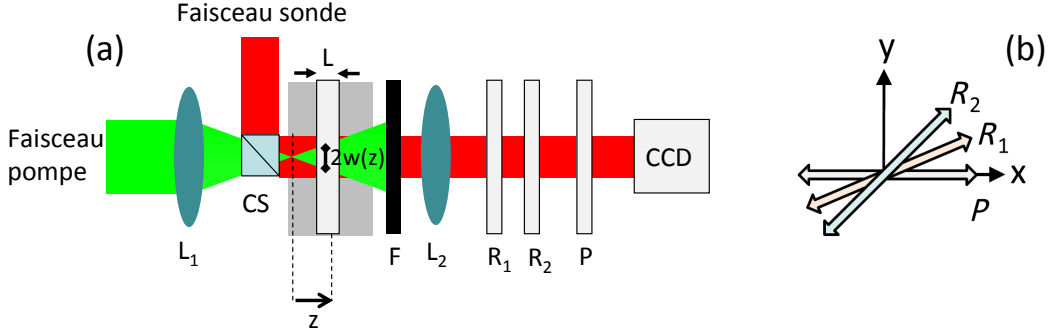 Faisceau sonde
(a)
L
Faisceau
pompe
2w(z)
CCD
CS
L1
F
L2
R1
R2
P
z
(b)
y
R2
R1
x
P